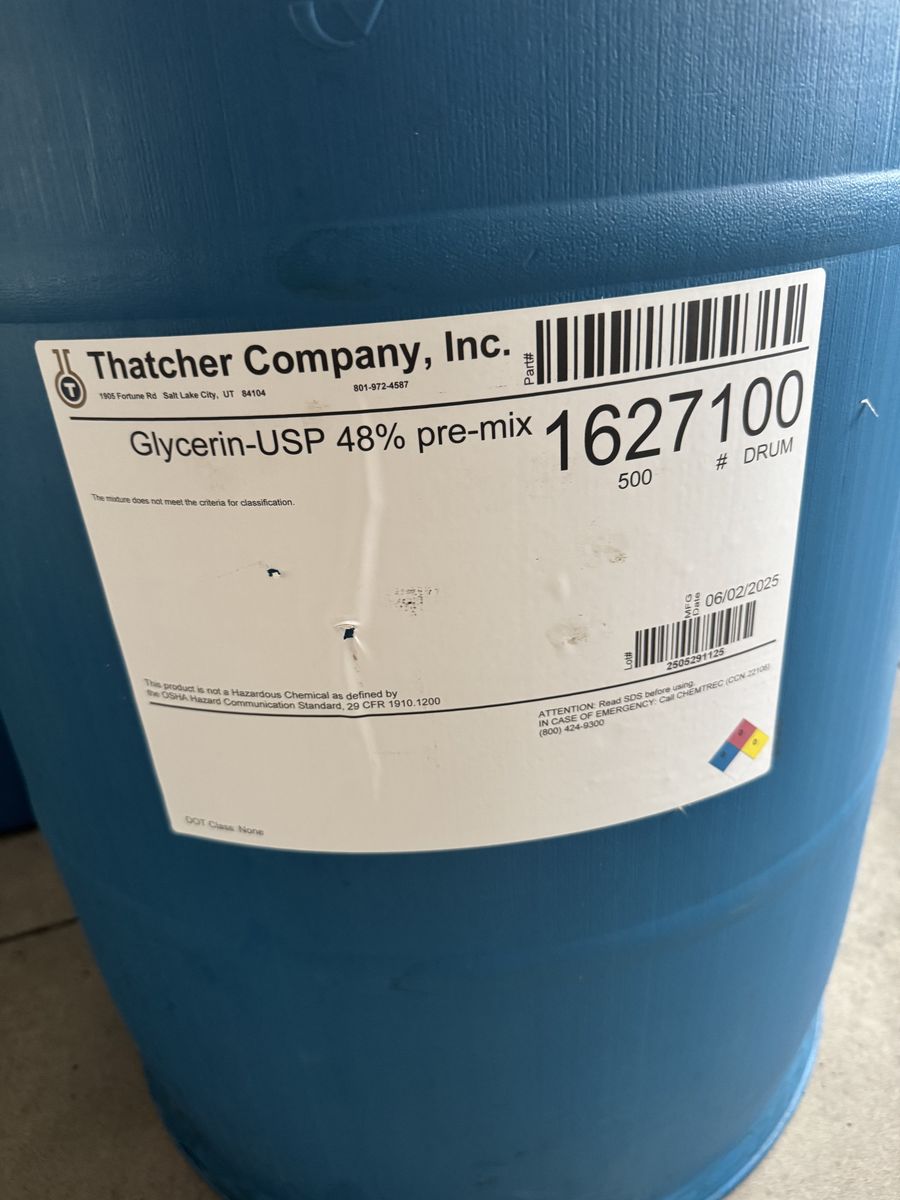 T
Thatcher Company, Inc.
1905 Fortune Rd Salt Lake City, UT 84104
801-972-4587
Part#
Glycerin-USP 48% pre-mix
1627100
500 # DRUM
The mixture does not meet the criteria for classification.
MFG
Date
06/02/2025
Lot#
2505291125
This product is not a Hazardous Chemical as defined by
the OSHA Hazard Communication Standard, 29 CFR 1910.1200
ATTENTION: Read SDS before using.
IN CASE OF EMERGENCY: Call CHEMTREC (CCN 22106)
(800) 424-9300
0
0
0
DOT Class: None